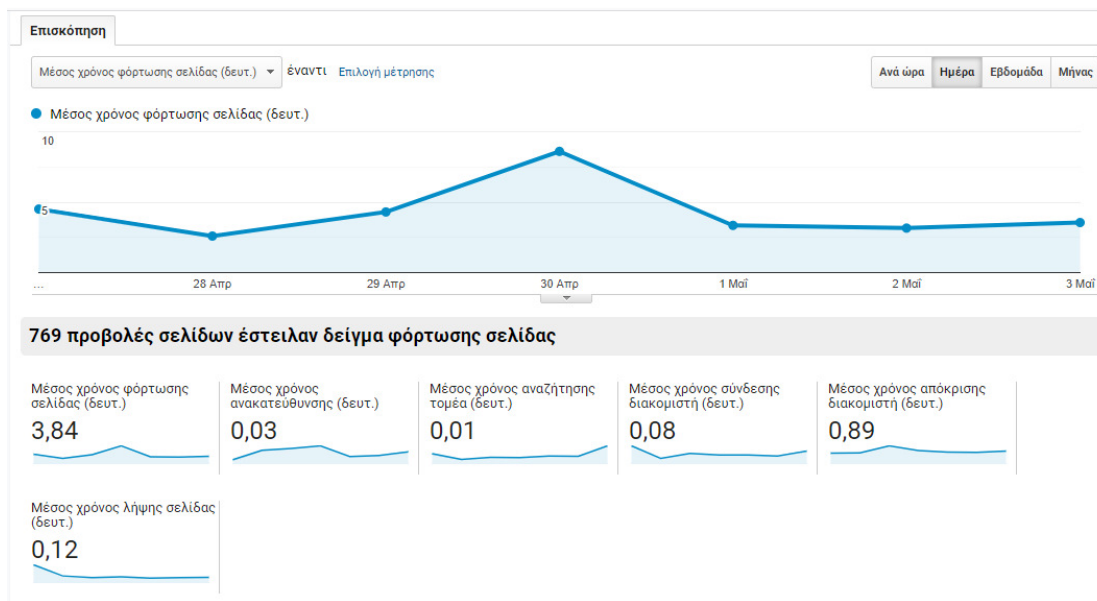 Επισκόπηση
Μέσος χρόνος φόρτωσης σελίδας (δευτ.) έναντι Επιλογή μέτρησης
Ανά ώρα Ημέρα Εβδομάδα Μήνας
Μέσος χρόνος φόρτωσης σελίδας (δευτ.)
10
5
... 28 Απρ 29 Απρ 30 Απρ 1 Μαΐ 2 Μαΐ 3 Μαΐ
769 προβολές σελίδων έστειλαν δείγμα φόρτωσης σελίδας
Μέσος χρόνος φόρτωσης
σελίδας (δευτ.)
3,84
Μέσος χρόνος
ανακατεύθυνσης (δευτ.)
0,03
Μέσος χρόνος αναζήτησης
τομέα (δευτ.)
0,01
Μέσος χρόνος σύνδεσης
διακομιστή (δευτ.)
0,08
Μέσος χρόνος απόκρισης
διακομιστή (δευτ.)
0,89
Μέσος χρόνος λήψης σελίδας
(δευτ.)
0,12